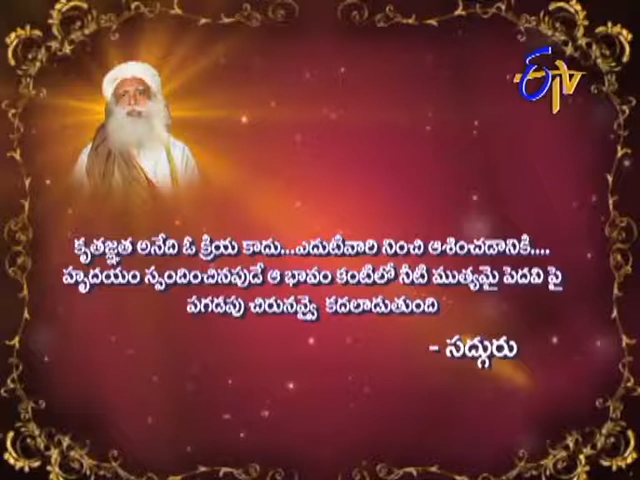 ETV
కృతజ్ఞత అనేది ఓ క్రియ కాదు...ఎదుటివారి నించి ఆశించడానికి....
హృదయం స్పందించినపుడే ఆ భావం కంటిలో నీటి ముత్యమై పెదవి పై
పగడపు చిరునవ్వై కదలాడుతుంది
- సద్గురు